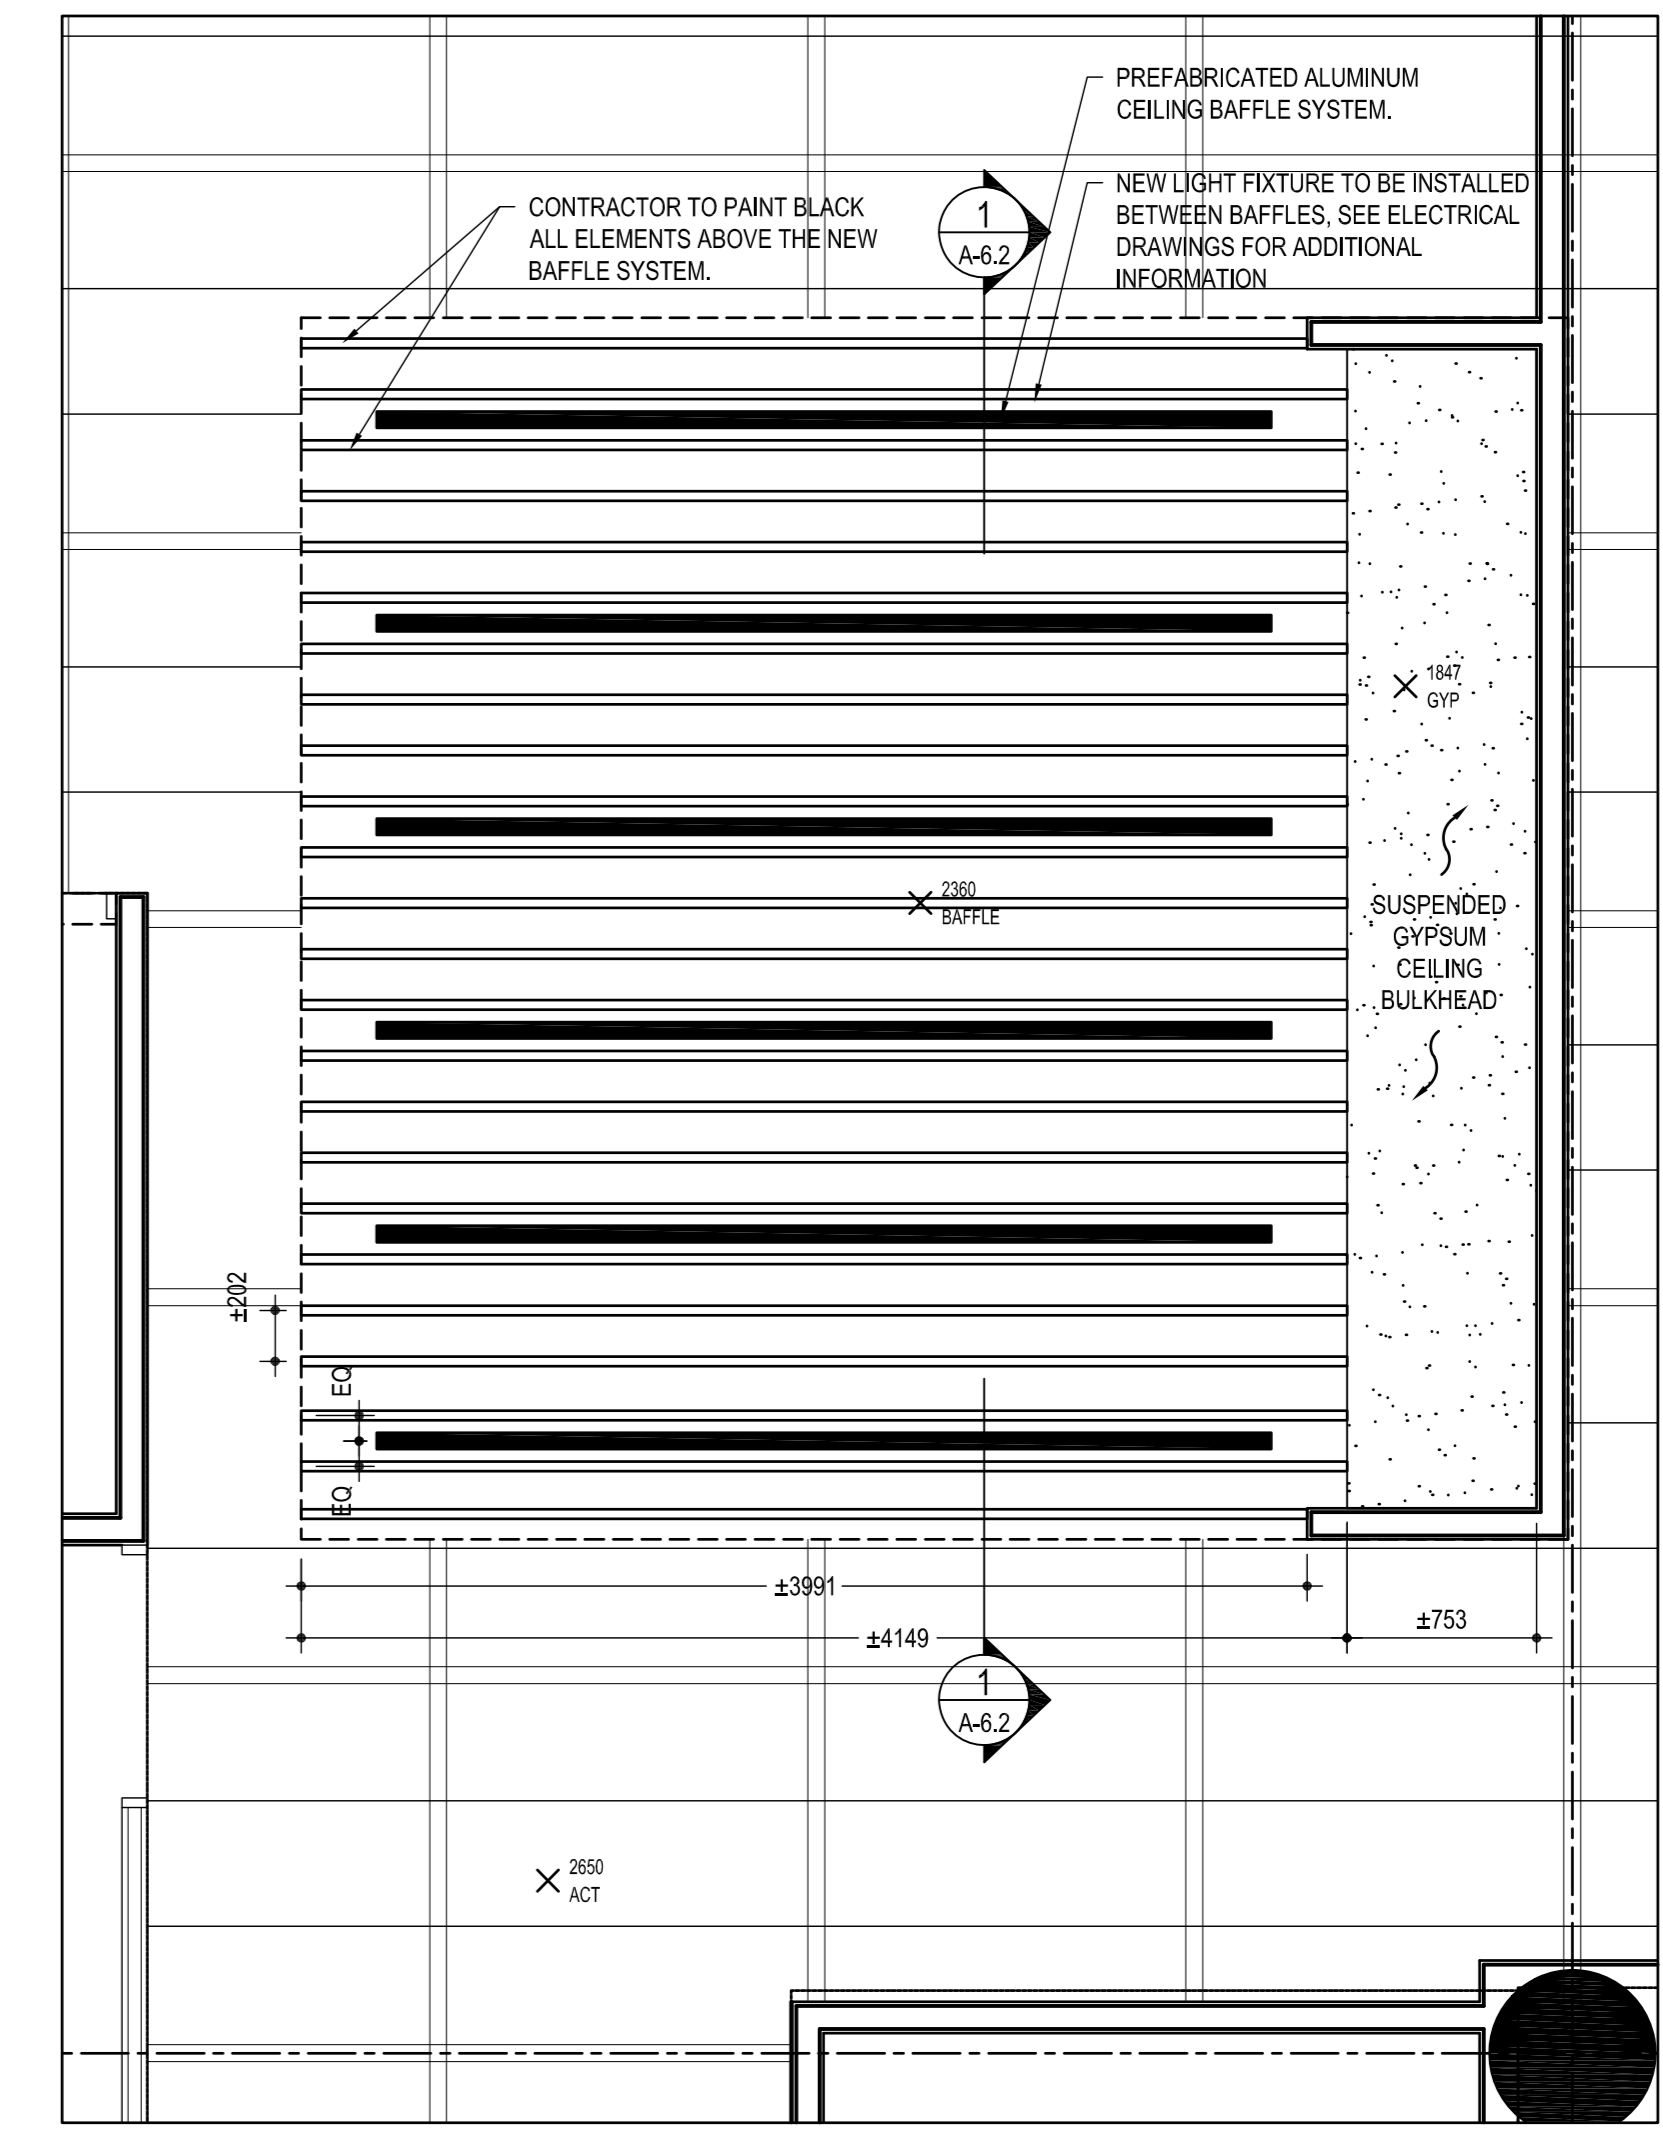 PREFABRICATED ALUMINUM
CEILING BAFFLE SYSTEM.
NEW LIGHT FIXTURE TO BE INSTALLED
BETWEEN BAFFLES, SEE ELECTRICAL
DRAWINGS FOR ADDITIONAL
INFORMATION
CONTRACTOR TO PAINT BLACK
ALL ELEMENTS ABOVE THE NEW
BAFFLE SYSTEM.
1
A-6.2
1847
GYP
2360
BAFFLE
SUSPENDED
GYPSUM
CEILING
BULKHEAD
±202
EQ
EQ
±3991
±4149
±753
1
A-6.2
2650
ACT